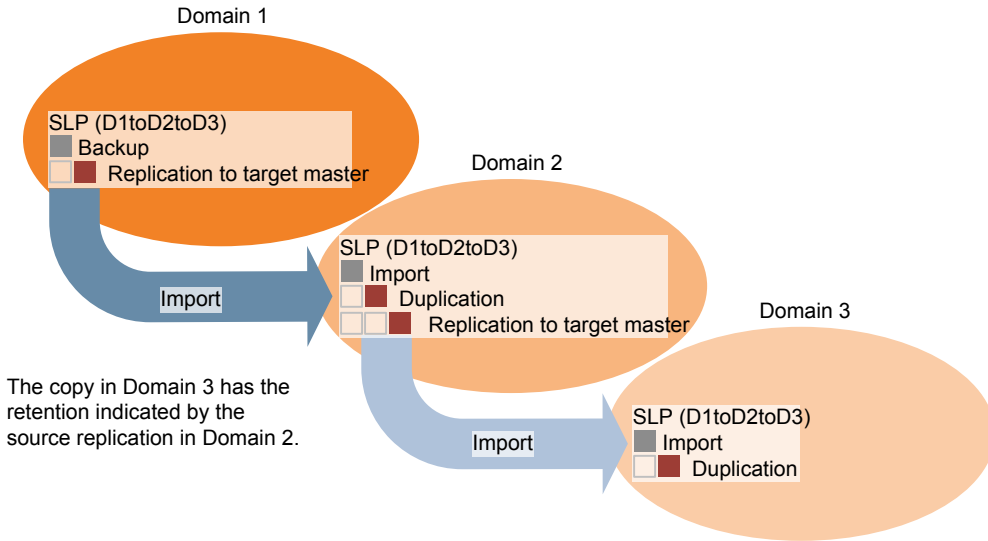 Domain 1
SLP (D1toD2toD3)
Backup
Replication to target master
Domain 2
SLP (D1toD2toD3)
Import
Duplication
Replication to target master
Import
Domain 3
The copy in Domain 3 has the
retention indicated by the
source replication in Domain 2.
SLP (D1toD2toD3)
Import
Duplication
Import